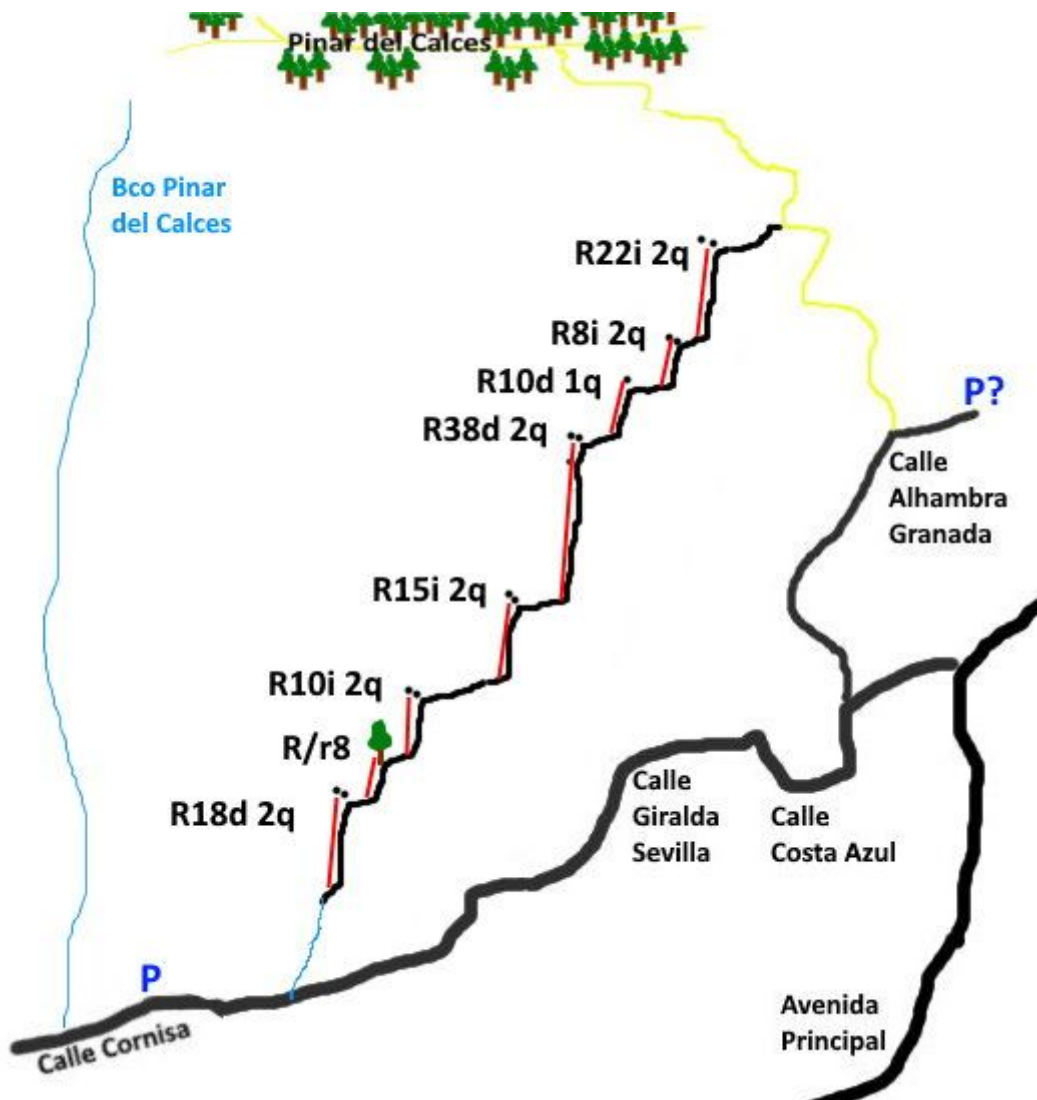 Pinar del Calces
Bco Pinar
del Calces
R22i 2q
R8i 2q
R10d 1q
P?
R38d 2q
Calle
Alhambra
Granada
R15i 2q
R10i 2q
R/r8
R18d 2q
Calle
Giralda
Sevilla
Calle
Costa Azul
P
Calle Cornisa
Avenida
Principal